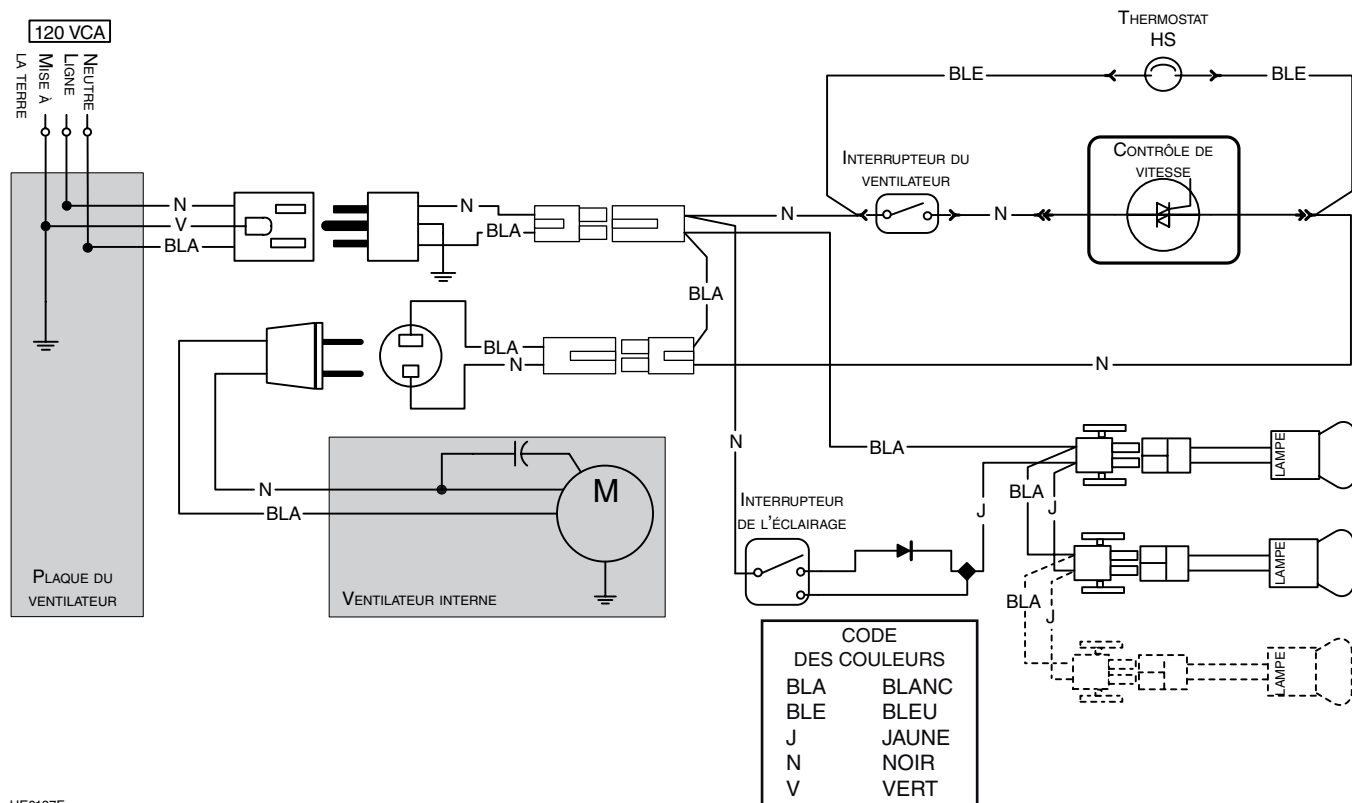 120 VCA
NEUTRE
LIGNE
MISE À
LA TERRE
THERMOSTAT
HS
BLE
BLE
INTERRUPTEUR DU
VENTILATEUR
CONTRÔLE DE
VITESSE
N
V
BLA
N
BLA
N
N
BLA
BLA
N
N
N
BLA
N
BLA
M
VENTILATEUR INTERNE
PLAQUE DU
VENTILATEUR
INTERRUPTEUR
DE L'ÉCLAIRAGE
J
BLA
J
BLA
J
LAMPE
LAMPE
LAMPE
CODE
DES COULEURS
BLA BLANC
BLE BLEU
J JAUNE
N NOIR
V VERT